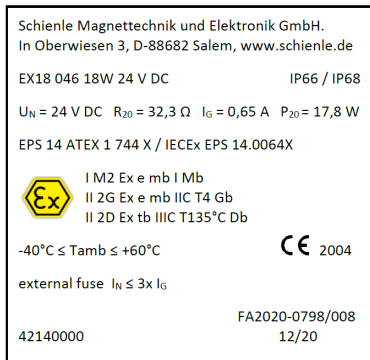 Schienle Magnettechnik und Elektronik GmbH.
In Oberwiesen 3, D-88682 Salem, www.schienle.de
EX18 046 18W 24 V DC IP66 / IP68
UN = 24 V DC R20 = 32,3 Ω IG = 0,65 A P20 = 17,8 W
EPS 14 ATEX 1 744 X / IECEx EPS 14.0064X
Ex
I M2 Ex e mb I Mb
II 2G Ex e mb IIC T4 Gb
II 2D Ex tb IIIC T135°C Db
-40°C ≤ Tamb ≤ +60°C CE 2004
external fuse IN ≤ 3x IG
FA2020-0798/008
42140000 12/20